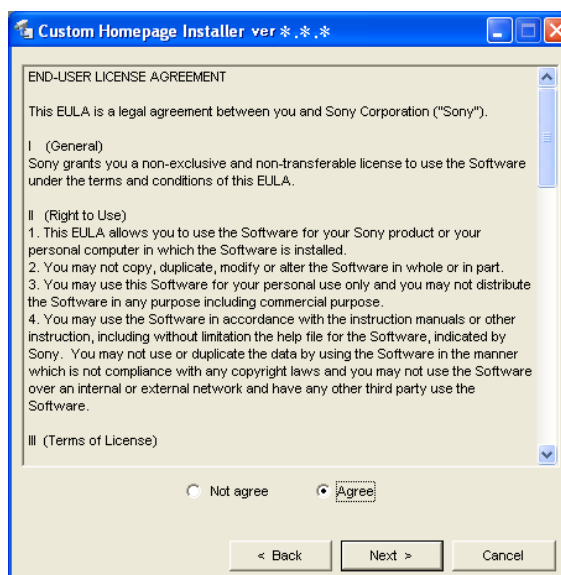 Custom Homepage Installer ver *.*.*
END-USER LICENSE AGREEMENT
This EULA is a legal agreement between you and Sony Corporation ("Sony").
I (General)
Sony grants you a non-exclusive and non-transferable license to use the Software
under the terms and conditions of this EULA.
II (Right to Use)
1. This EULA allows you to use the Software for your Sony product or your
personal computer in which the Software is installed.
2. You may not copy, duplicate, modify or alter the Software in whole or in part.
3. You may use this Software for your personal use only and you may not distribute
the Software in any purpose including commercial purpose.
4. You may use the Software in accordance with the instruction manuals or other
instruction, including without limitation the help file for the Software, indicated by
Sony. You may not use or duplicate the data by using the Software in the manner
which is not compliance with any copyright laws and you may not use the Software
over an internal or external network and have any other third party use the
Software.
III (Terms of License)
Not agree Agree
< Back Next > Cancel